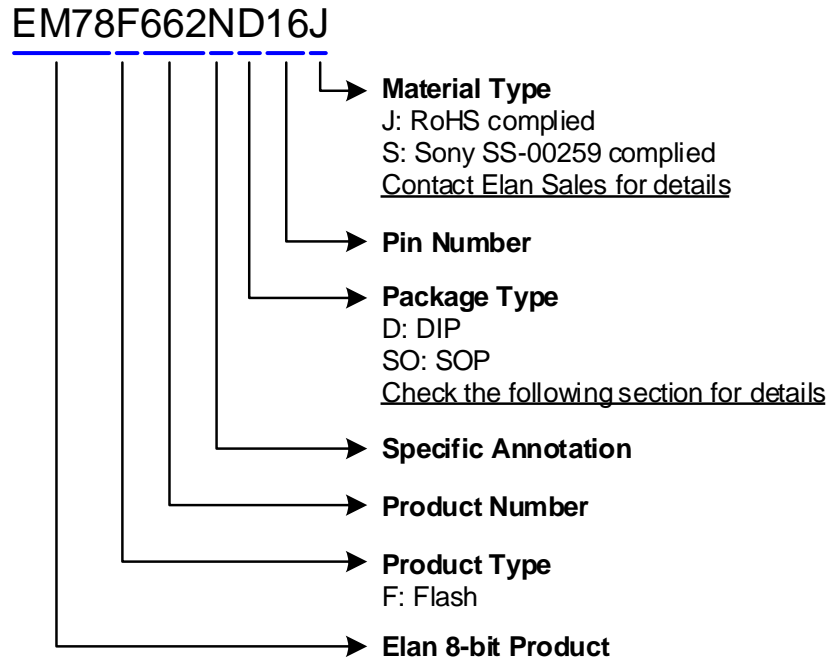 EM78F662ND16J
Material Type
J: RoHS complied
S: Sony SS-00259 complied
Contact Elan Sales for details
Pin Number
Package Type
D: DIP
SO: SOP
Check the following section for details
Specific Annotation
Product Number
Product Type
F: Flash
Elan 8-bit Product